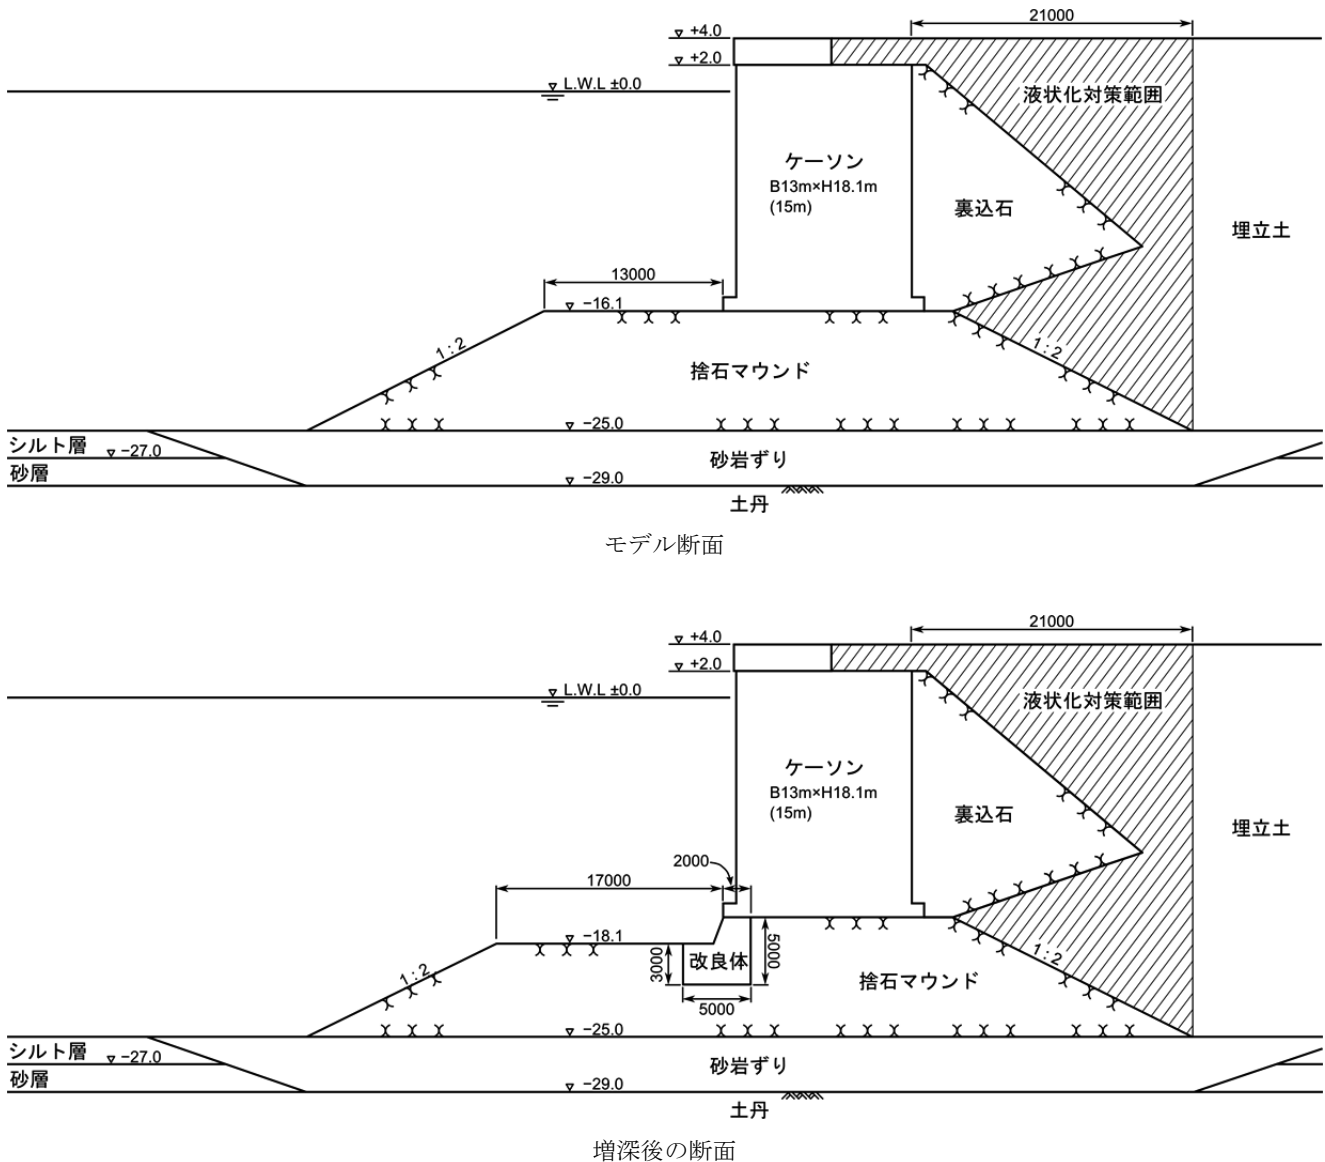 21000
+4.0
+2.0
L.W.L ±0.0
液状化対策範囲
ケーソン
B13m×H18.1m
(15m)
裏込石
埋立土
13000
−16.1
1:2
1:2
捨石マウンド
−25.0
シルト層
−27.0
砂層
砂岩ずり
−29.0
土丹
モデル断面
21000
+4.0
+2.0
L.W.L ±0.0
液状化対策範囲
ケーソン
B13m×H18.1m
(15m)
裏込石
埋立土
2000
17000
−18.1
1:2
3000
改良体
5000
5000
1:2
捨石マウンド
−25.0
シルト層
−27.0
砂層
砂岩ずり
−29.0
土丹
増深後の断面